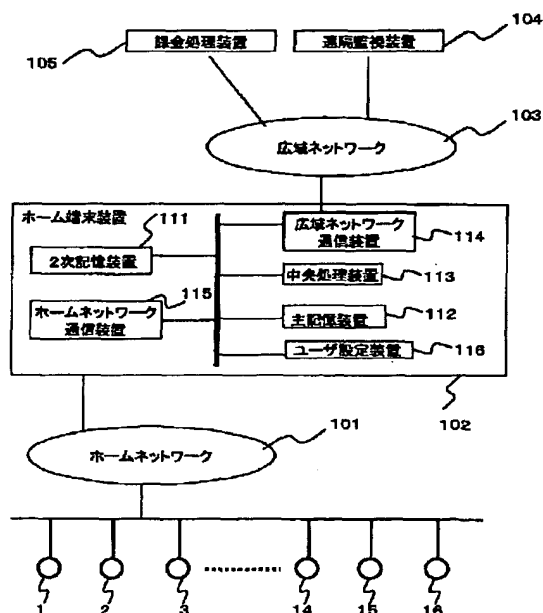 104
105
課金処理装置
遠隔監視装置
103
広域ネットワーク
ホーム端末装置
111
2次記憶装置
広域ネットワーク
通信装置
114
中央処理装置
113
115
ホームネットワーク
通信装置
主記憶装置
112
ユーザ設定装置
116
102
101
ホームネットワーク
1
2
3
14
15
16